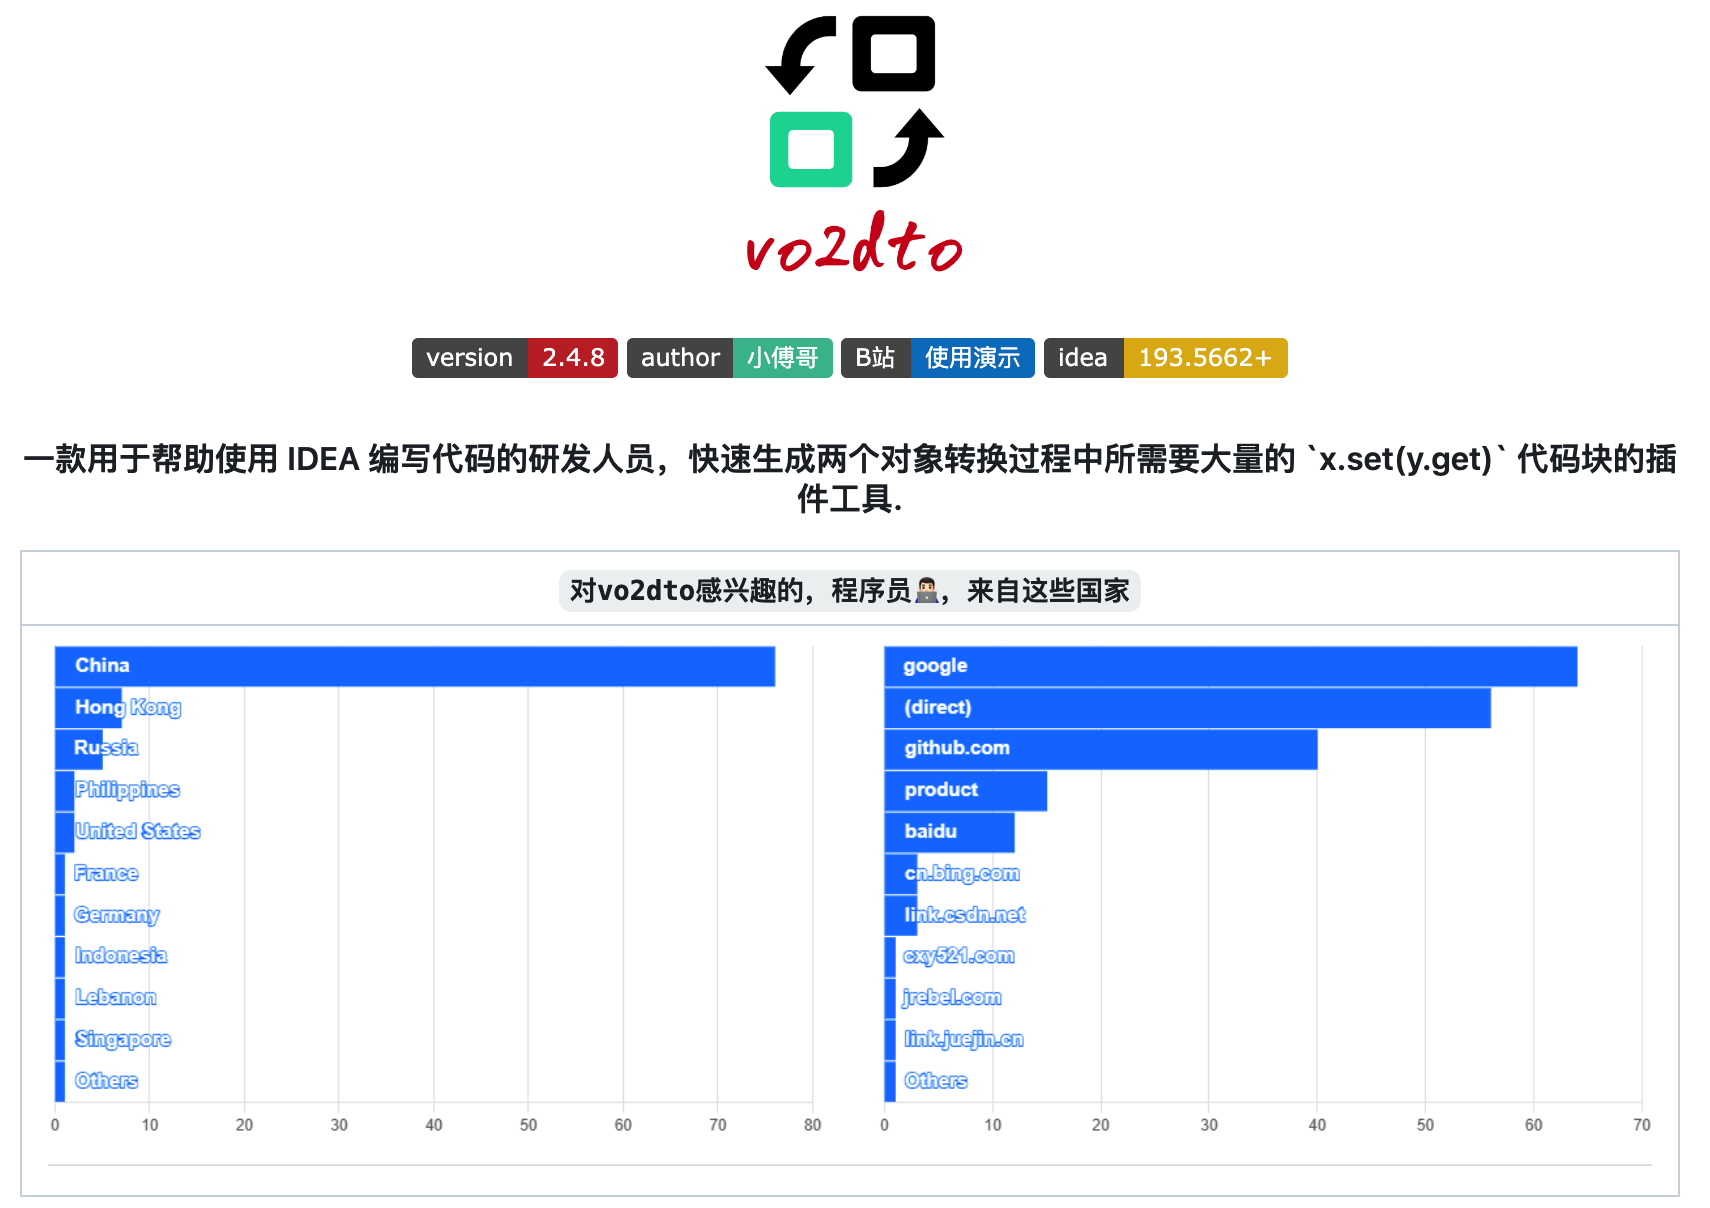 vo2dto
version 2.4.8 author 小傅哥 B站 使用演示 idea 193.5662+
一款用于帮助使用 IDEA 编写代码的研发人员，快速生成两个对象转换过程中所需要大量的 `x.set(y.get)` 代码块的插
件工具.
对vo2dto感兴趣的，程序员👨🏻‍💻，来自这些国家
China
Hong Kong
Russia
Philippines
United States
France
Germany
Indonesia
Lebanon
Singapore
Others
0 10 20 30 40 50 60 70 80
google
(direct)
github.com
product
baidu
cn.bing.com
link.csdn.net
cxy521.com
jrebel.com
link.juejin.cn
Others
0 10 20 30 40 50 60 70